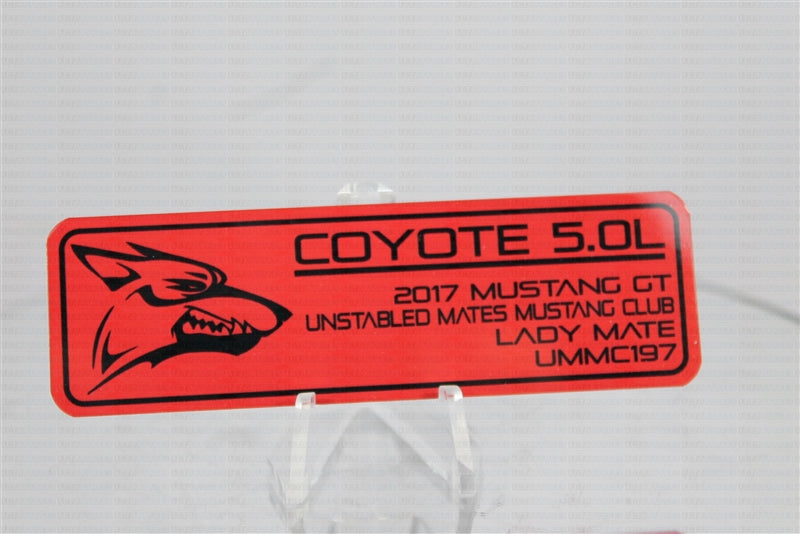 COYOTE 5.0L
2017 MUSTANG GT
UNSTABLED MATES MUSTANG CLUB
LADY MATE
UMMC197